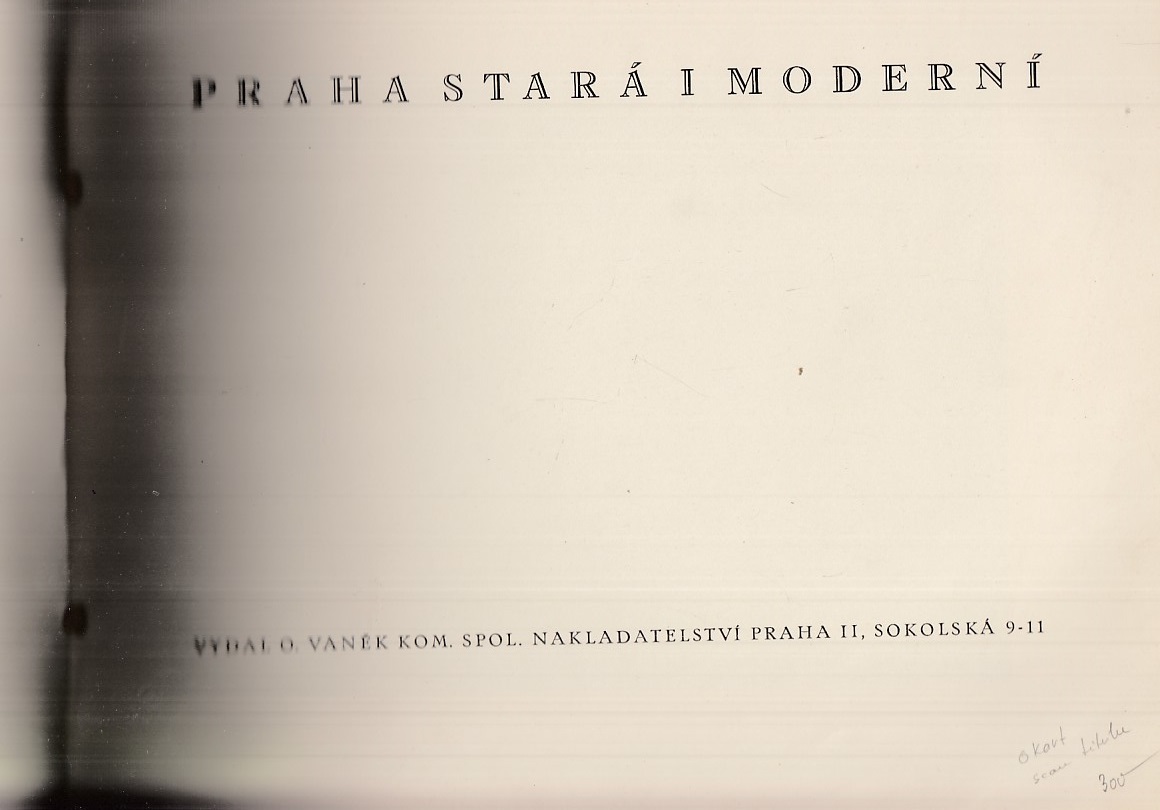 PRAHA STARÁ I MODERNÍ
VYDAL O. VANĚK KOM. SPOL. NAKLADATELSTVÍ PRAHA II, SOKOLSKÁ 9-11
300